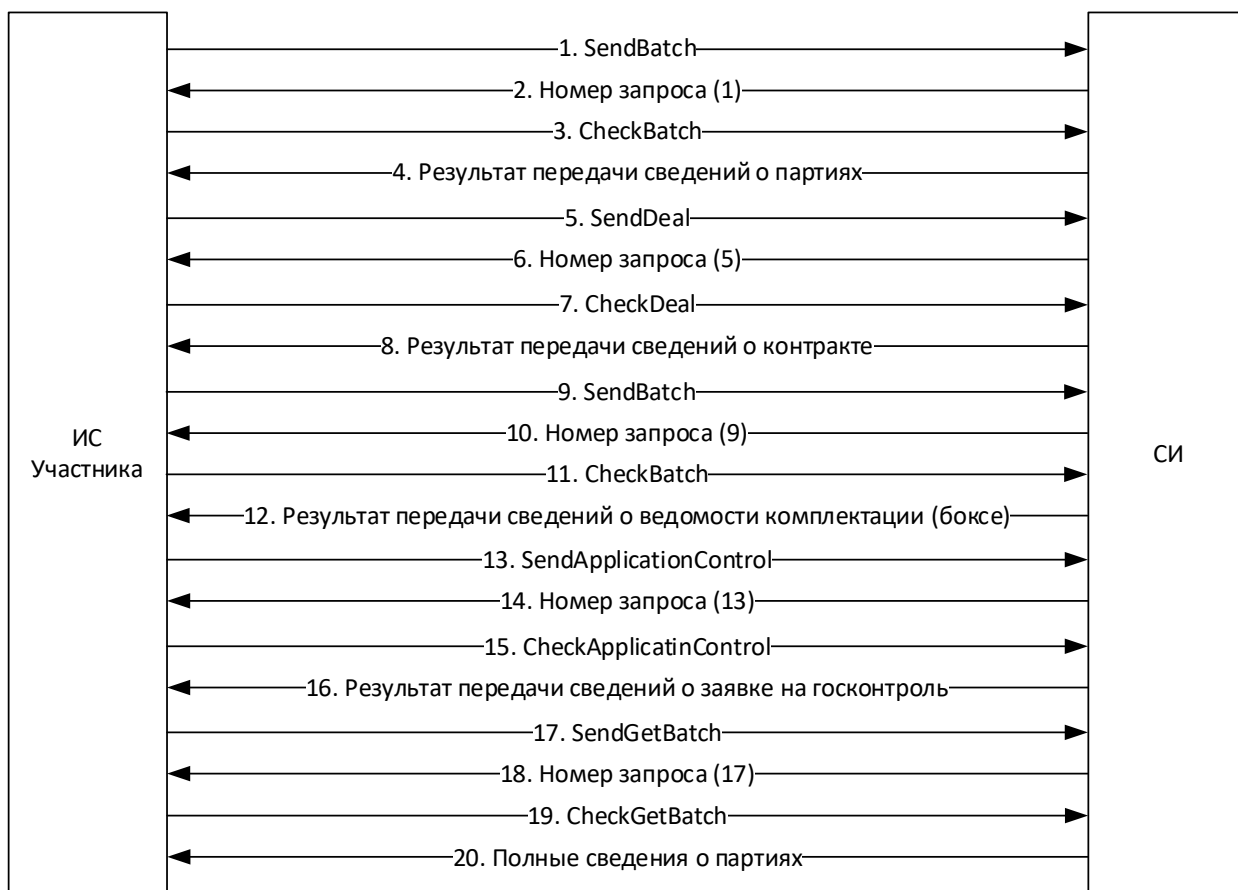 1. SendBatch
2. Номер запроса (1)
3. CheckBatch
4. Результат передачи сведений о партиях
5. SendDeal
6. Номер запроса (5)
7. CheckDeal
8. Результат передачи сведений о контракте
9. SendBatch
10. Номер запроса (9)
ИС
Участника
СИ
11. CheckBatch
12. Результат передачи сведений о ведомости комплектации (боксе)
13. SendApplicationControl
14. Номер запроса (13)
15. CheckApplicatinControl
16. Результат передачи сведений о заявке на госконтроль
17. SendGetBatch
18. Номер запроса (17)
19. CheckGetBatch
20. Полные сведения о партиях